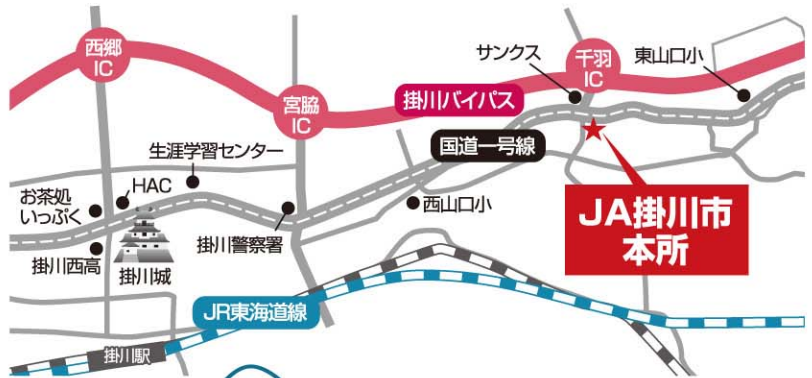 西郷
IC
宮脇
IC
千羽
IC
サンクス
東山口小
掛川バイパス
国道一号線
生涯学習センター
HAC
お茶処
いっぷく
掛川西高
掛川城
掛川警察署
西山口小
JA掛川市
本所
JR東海道線
掛川駅